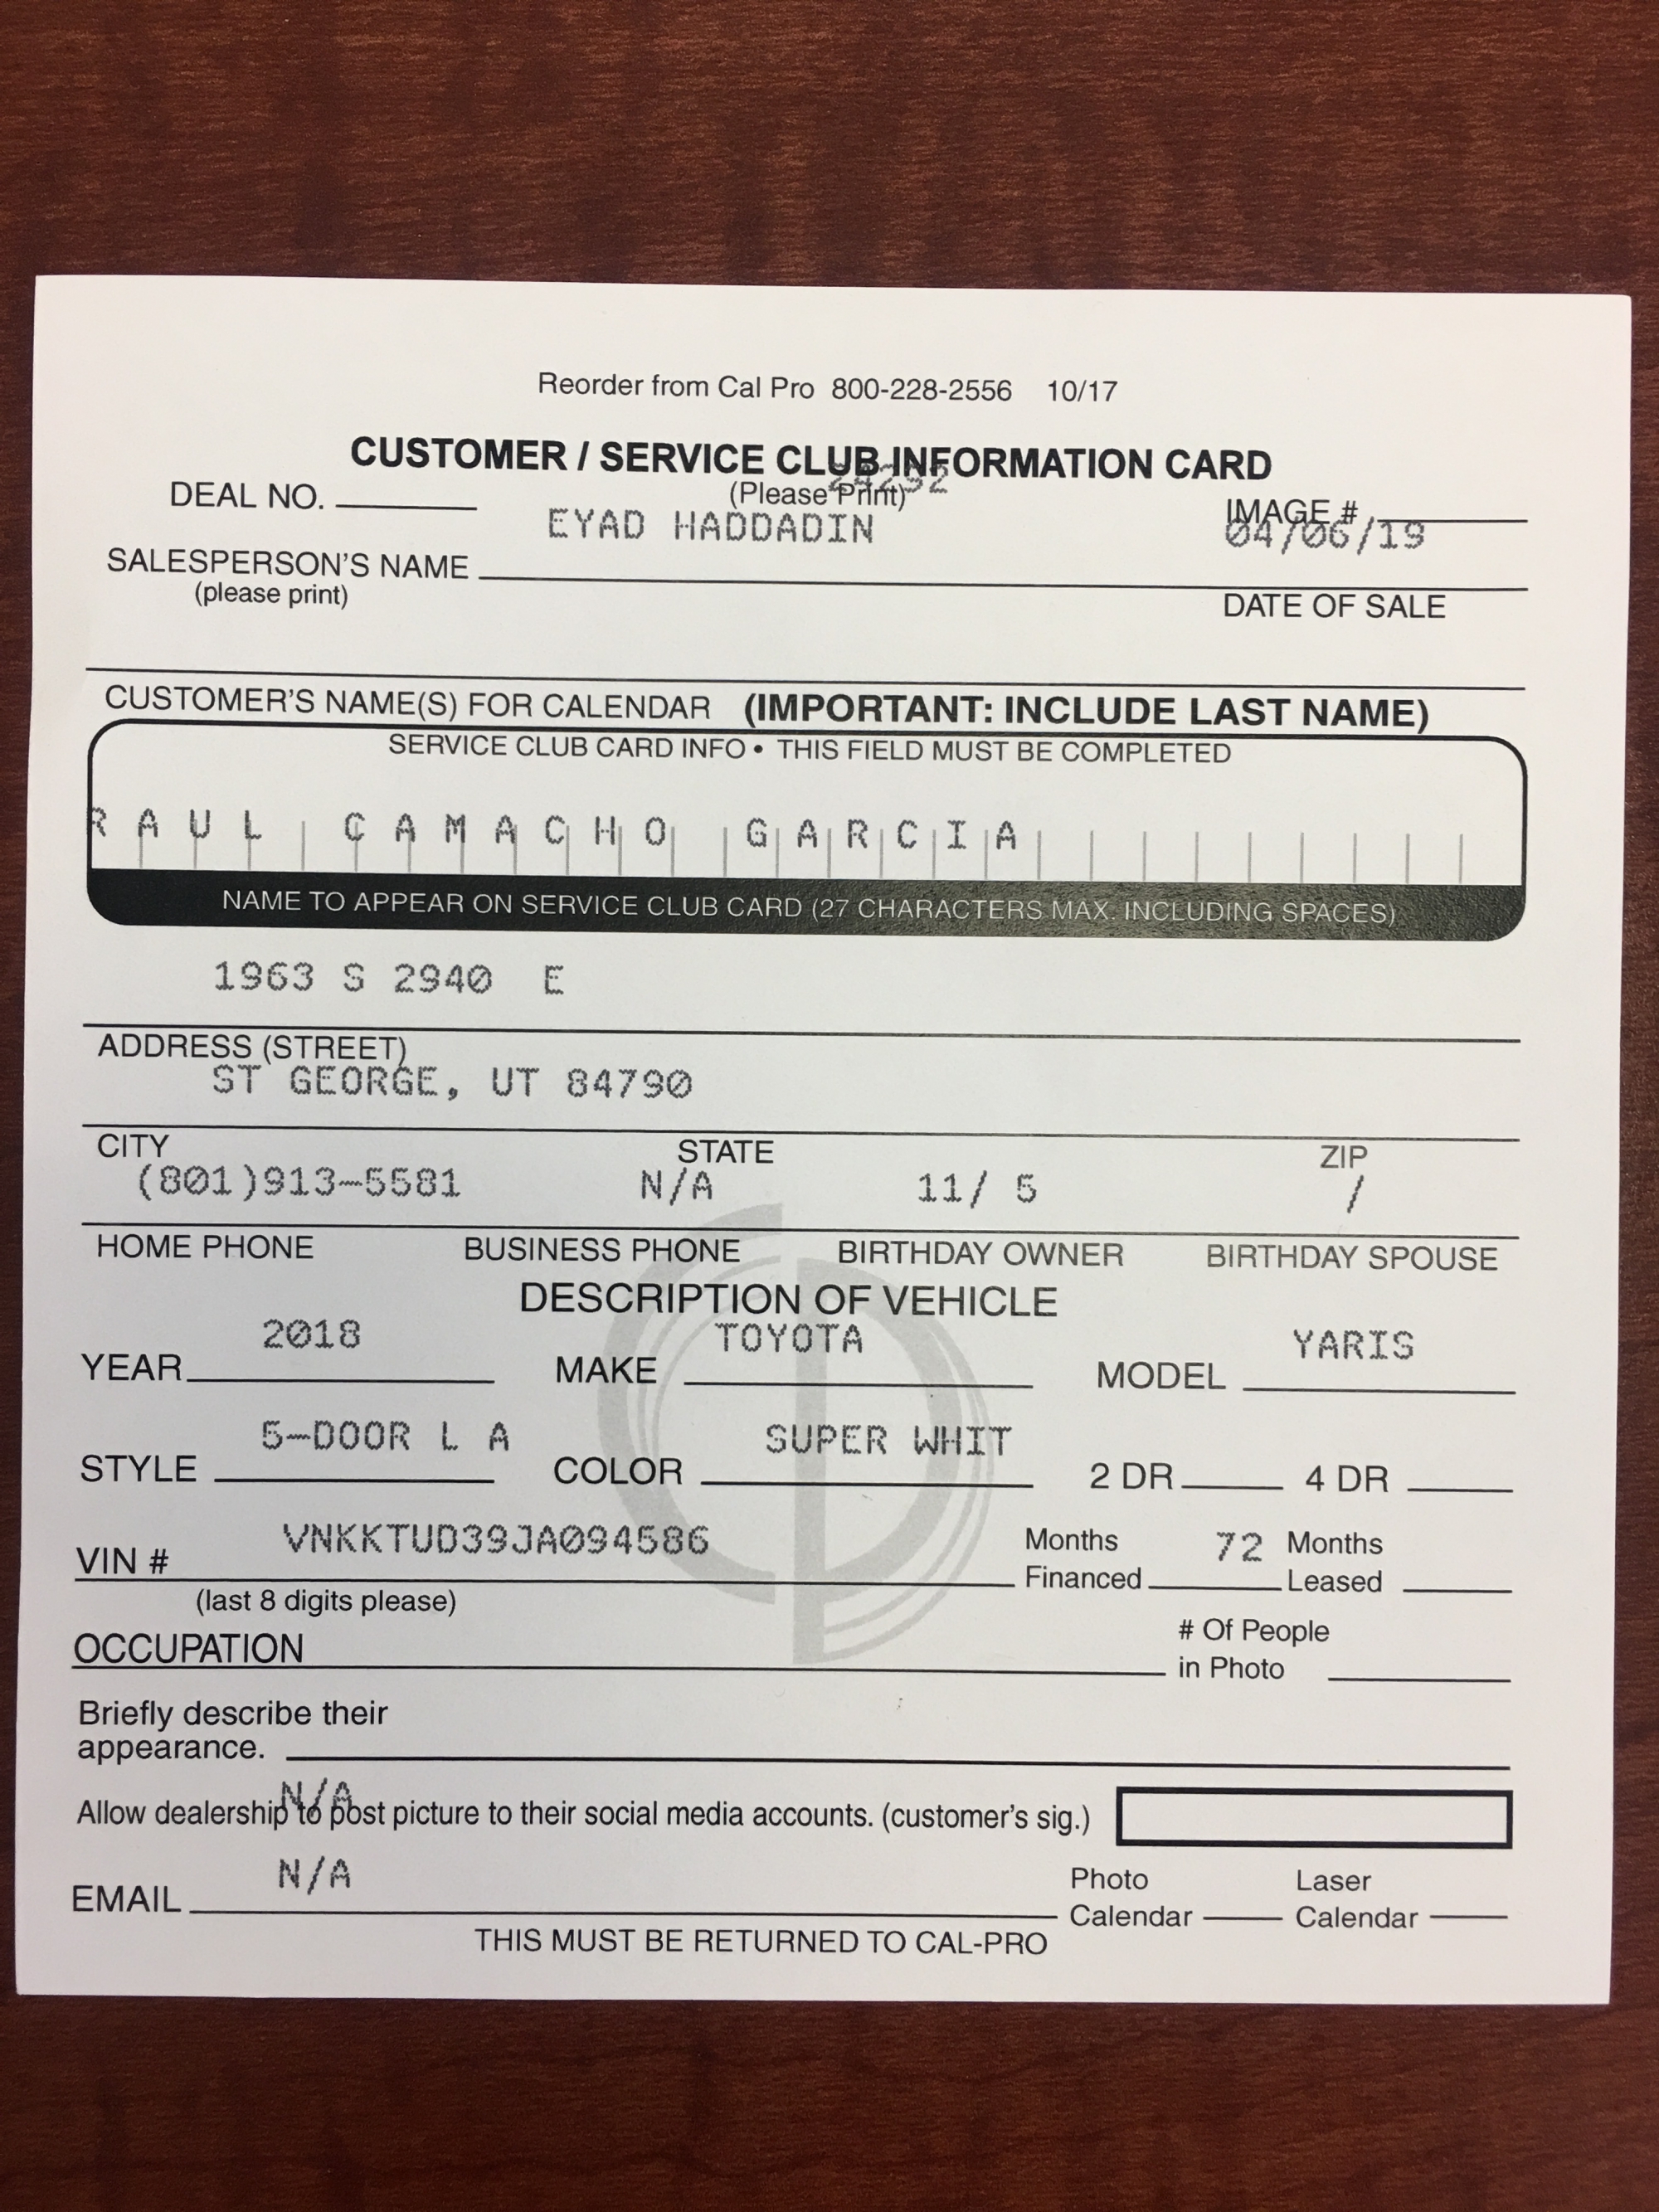 Reorder from Cal Pro 800-228-2556 10/17
CUSTOMER / SERVICE CLUB INFORMATION CARD
24292
DEAL NO. (Please Print) IMAGE #
EYAD HADDADIN 04/06/19
SALESPERSON'S NAME
(please print) DATE OF SALE
CUSTOMER'S NAME(S) FOR CALENDAR (IMPORTANT: INCLUDE LAST NAME)
SERVICE CLUB CARD INFO • THIS FIELD MUST BE COMPLETED
RAUL CAMACHO GARCIA
NAME TO APPEAR ON SERVICE CLUB CARD (27 CHARACTERS MAX. INCLUDING SPACES)
1963 S 2940 E
ADDRESS (STREET)
ST GEORGE, UT 84790
CITY STATE ZIP
(801)913-5581 N/A 11/ 5 /
HOME PHONE BUSINESS PHONE BIRTHDAY OWNER BIRTHDAY SPOUSE
DESCRIPTION OF VEHICLE
2018 TOYOTA YARIS
YEAR MAKE MODEL
5-DOOR L A SUPER WHIT
STYLE COLOR 2 DR 4 DR
VNKKTUD39JA094586 Months 72 Months
VIN # Financed Leased
(last 8 digits please)
OCCUPATION # Of People
in Photo
Briefly describe their
appearance.
N/A
Allow dealership to post picture to their social media accounts. (customer's sig.)
N/A Photo Laser
EMAIL Calendar Calendar
THIS MUST BE RETURNED TO CAL-PRO